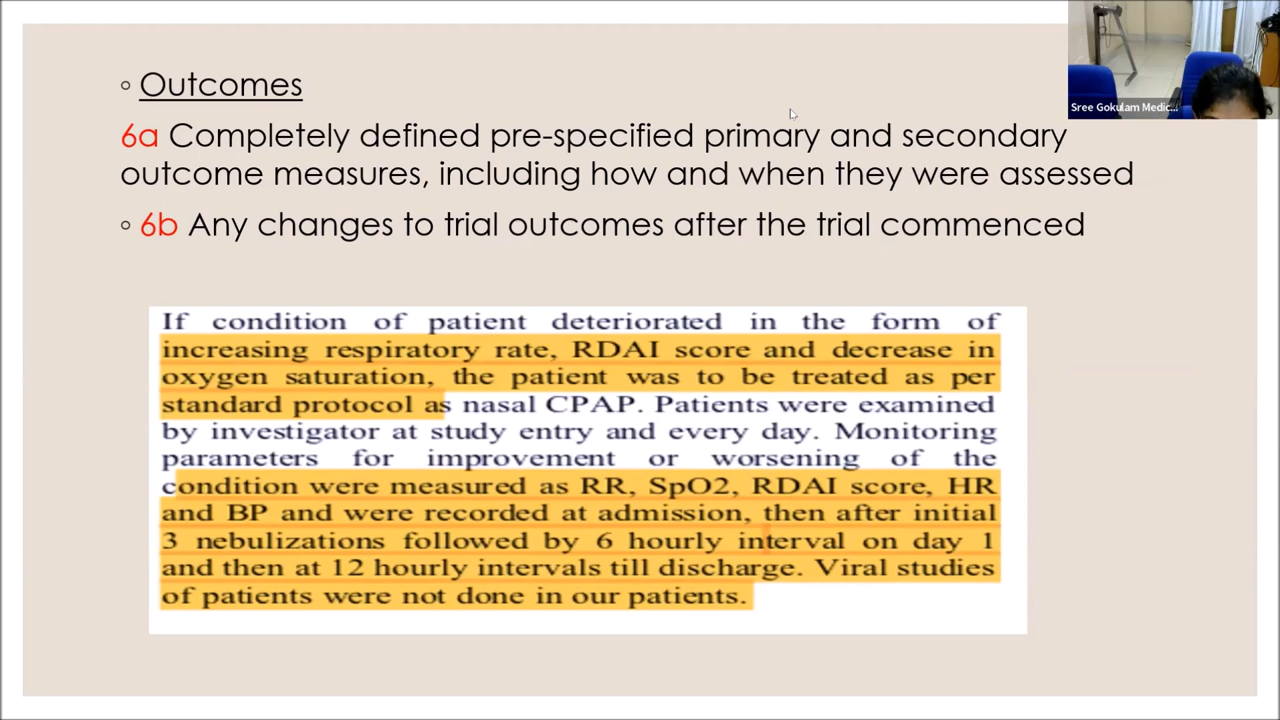 Outcomes
6a Completely defined pre-specified primary and secondary
outcome measures, including how and when they were assessed
6b Any changes to trial outcomes after the trial commenced
If condition of patient deteriorated in the form of
increasing respiratory rate, RDAI score and decrease in
oxygen saturation, the patient was to be treated as per
standard protocol as nasal CPAP. Patients were examined
by investigator at study entry and every day. Monitoring
parameters for improvement or worsening of the
condition were measured as RR, SpO2, RDAI score, HR
and BP and were recorded at admission, then after initial
3 nebulizations followed by 6 hourly interval on day 1
and then at 12 hourly intervals till discharge. Viral studies
of patients were not done in our patients.
Sree Gokulam Medic...